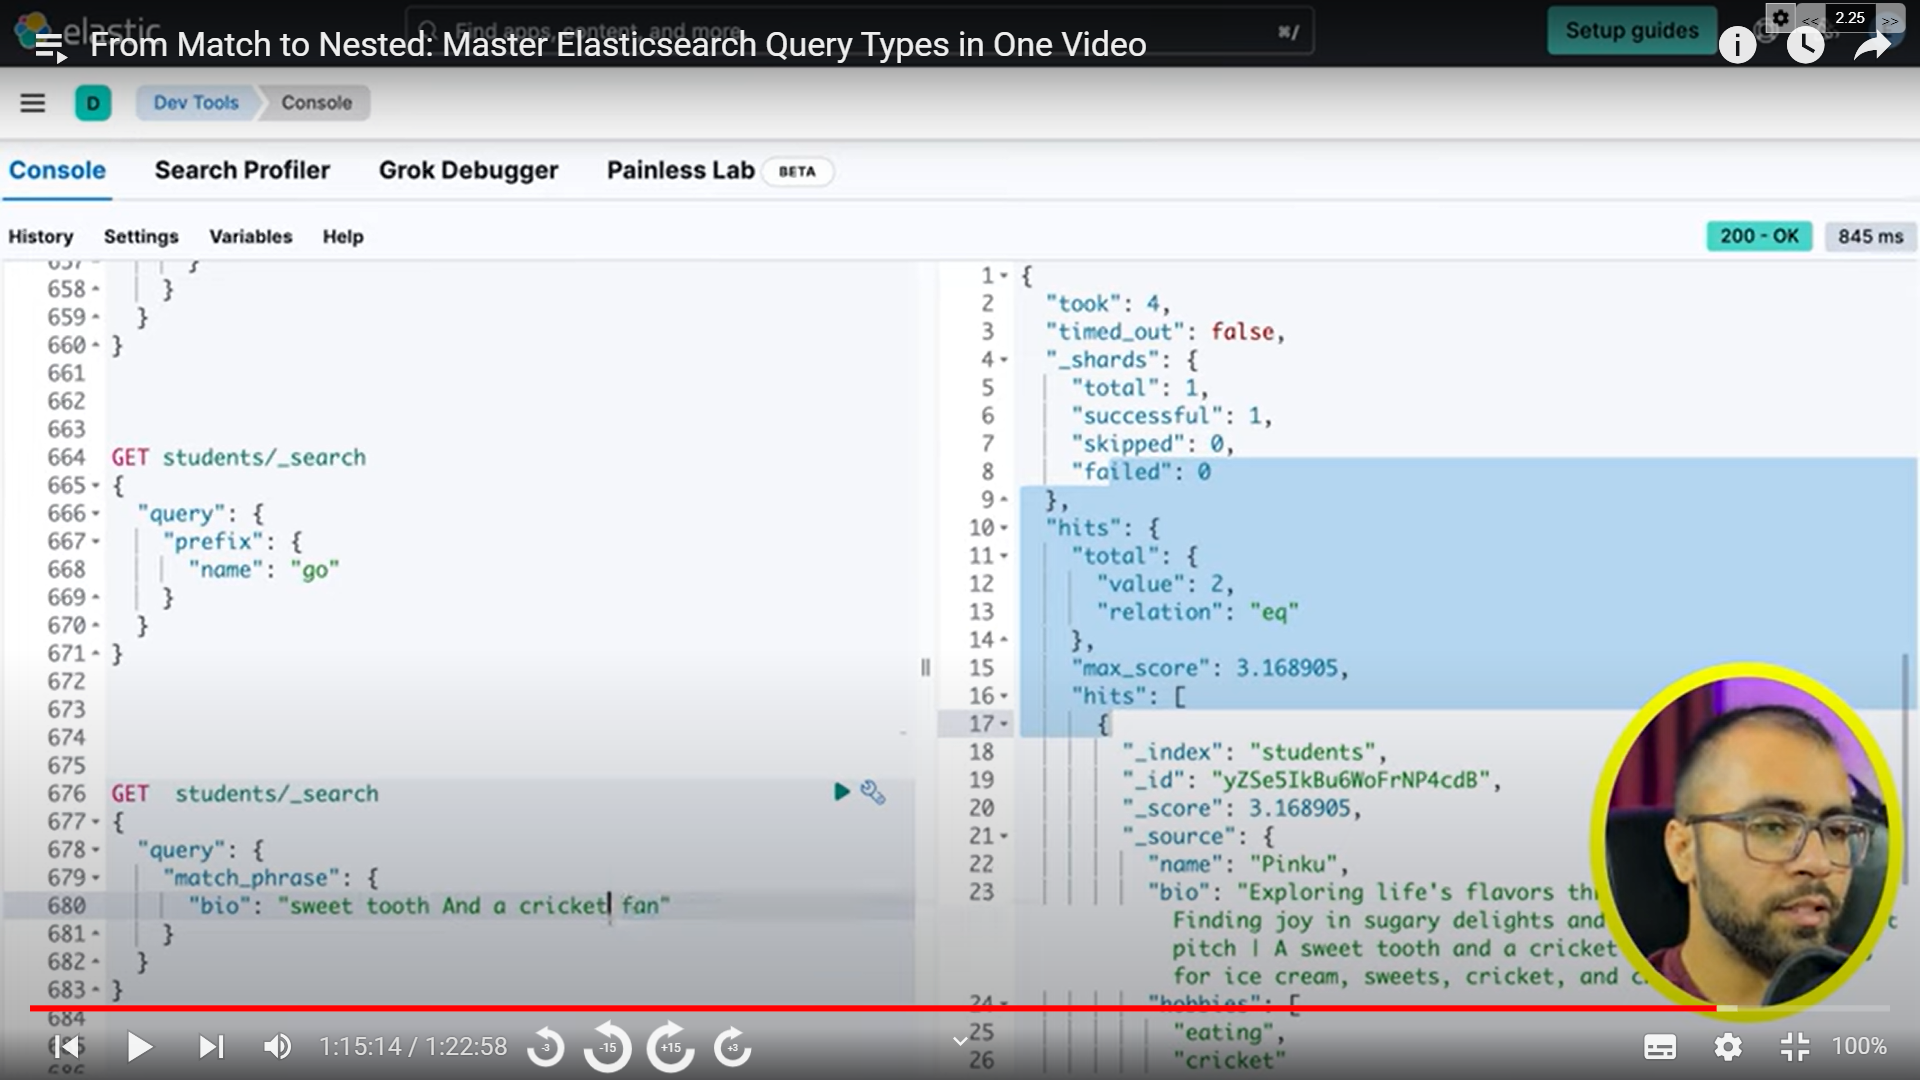 elastic
Find apps, content, and more.
⌘/
Setup guides
<< 2.25 >>
From Match to Nested: Master Elasticsearch Query Types in One Video
D Dev Tools Console
Console Search Profiler Grok Debugger Painless Lab BETA
History Settings Variables Help
200 - OK 845 ms
657 }
658 }
659 }
660 }
661
662
663
664 GET students/_search
665 {
666 "query": {
667 "prefix": {
668 "name": "go"
669 }
670 }
671 }
672
673
674
675
676 GET students/_search
677 {
678 "query": {
679 "match_phrase": {
680 "bio": "sweet tooth And a cricket fan"
681 }
682 }
683 }
684
1 {
2 "took": 4,
3 "timed_out": false,
4 "_shards": {
5 "total": 1,
6 "successful": 1,
7 "skipped": 0,
8 "failed": 0
9 },
10 "hits": {
11 "total": {
12 "value": 2,
13 "relation": "eq"
14 },
15 "max_score": 3.168905,
16 "hits": [
17 {
18 "_index": "students",
19 "_id": "yZSe5IkBu6WoFrNP4cdB",
20 "_score": 3.168905,
21 "_source": {
22 "name": "Pinku",
23 "bio": "Exploring life's flavors
Finding joy in sugary delights and
pitch | A sweet tooth and a cricket
for ice cream, sweets, cricket, and
24 "hobbies": [
25 "eating",
26 "cricket"
1:15:14 / 1:22:58
-3
-15
+15
+3
100%